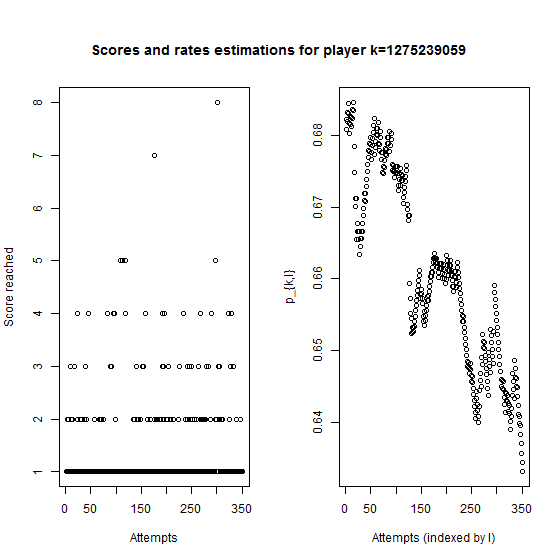 Scores and rates estimations for player k=1275239059
Score reached
8
7
6
5
4
3
2
1
0 50 150 250 350
Attempts
p_{k,l}
0.68
0.67
0.66
0.65
0.64
0 50 150 250 350
Attempts (indexed by l)